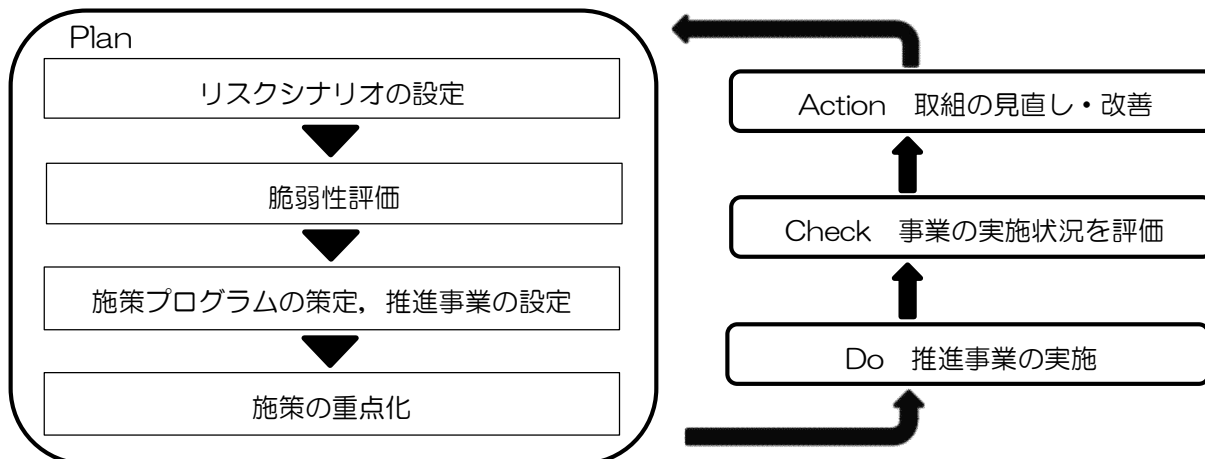 Plan
リスクシナリオの設定
脆弱性評価
施策プログラムの策定，推進事業の設定
施策の重点化
Action　取組の見直し・改善
Check　事業の実施状況を評価
Do　推進事業の実施